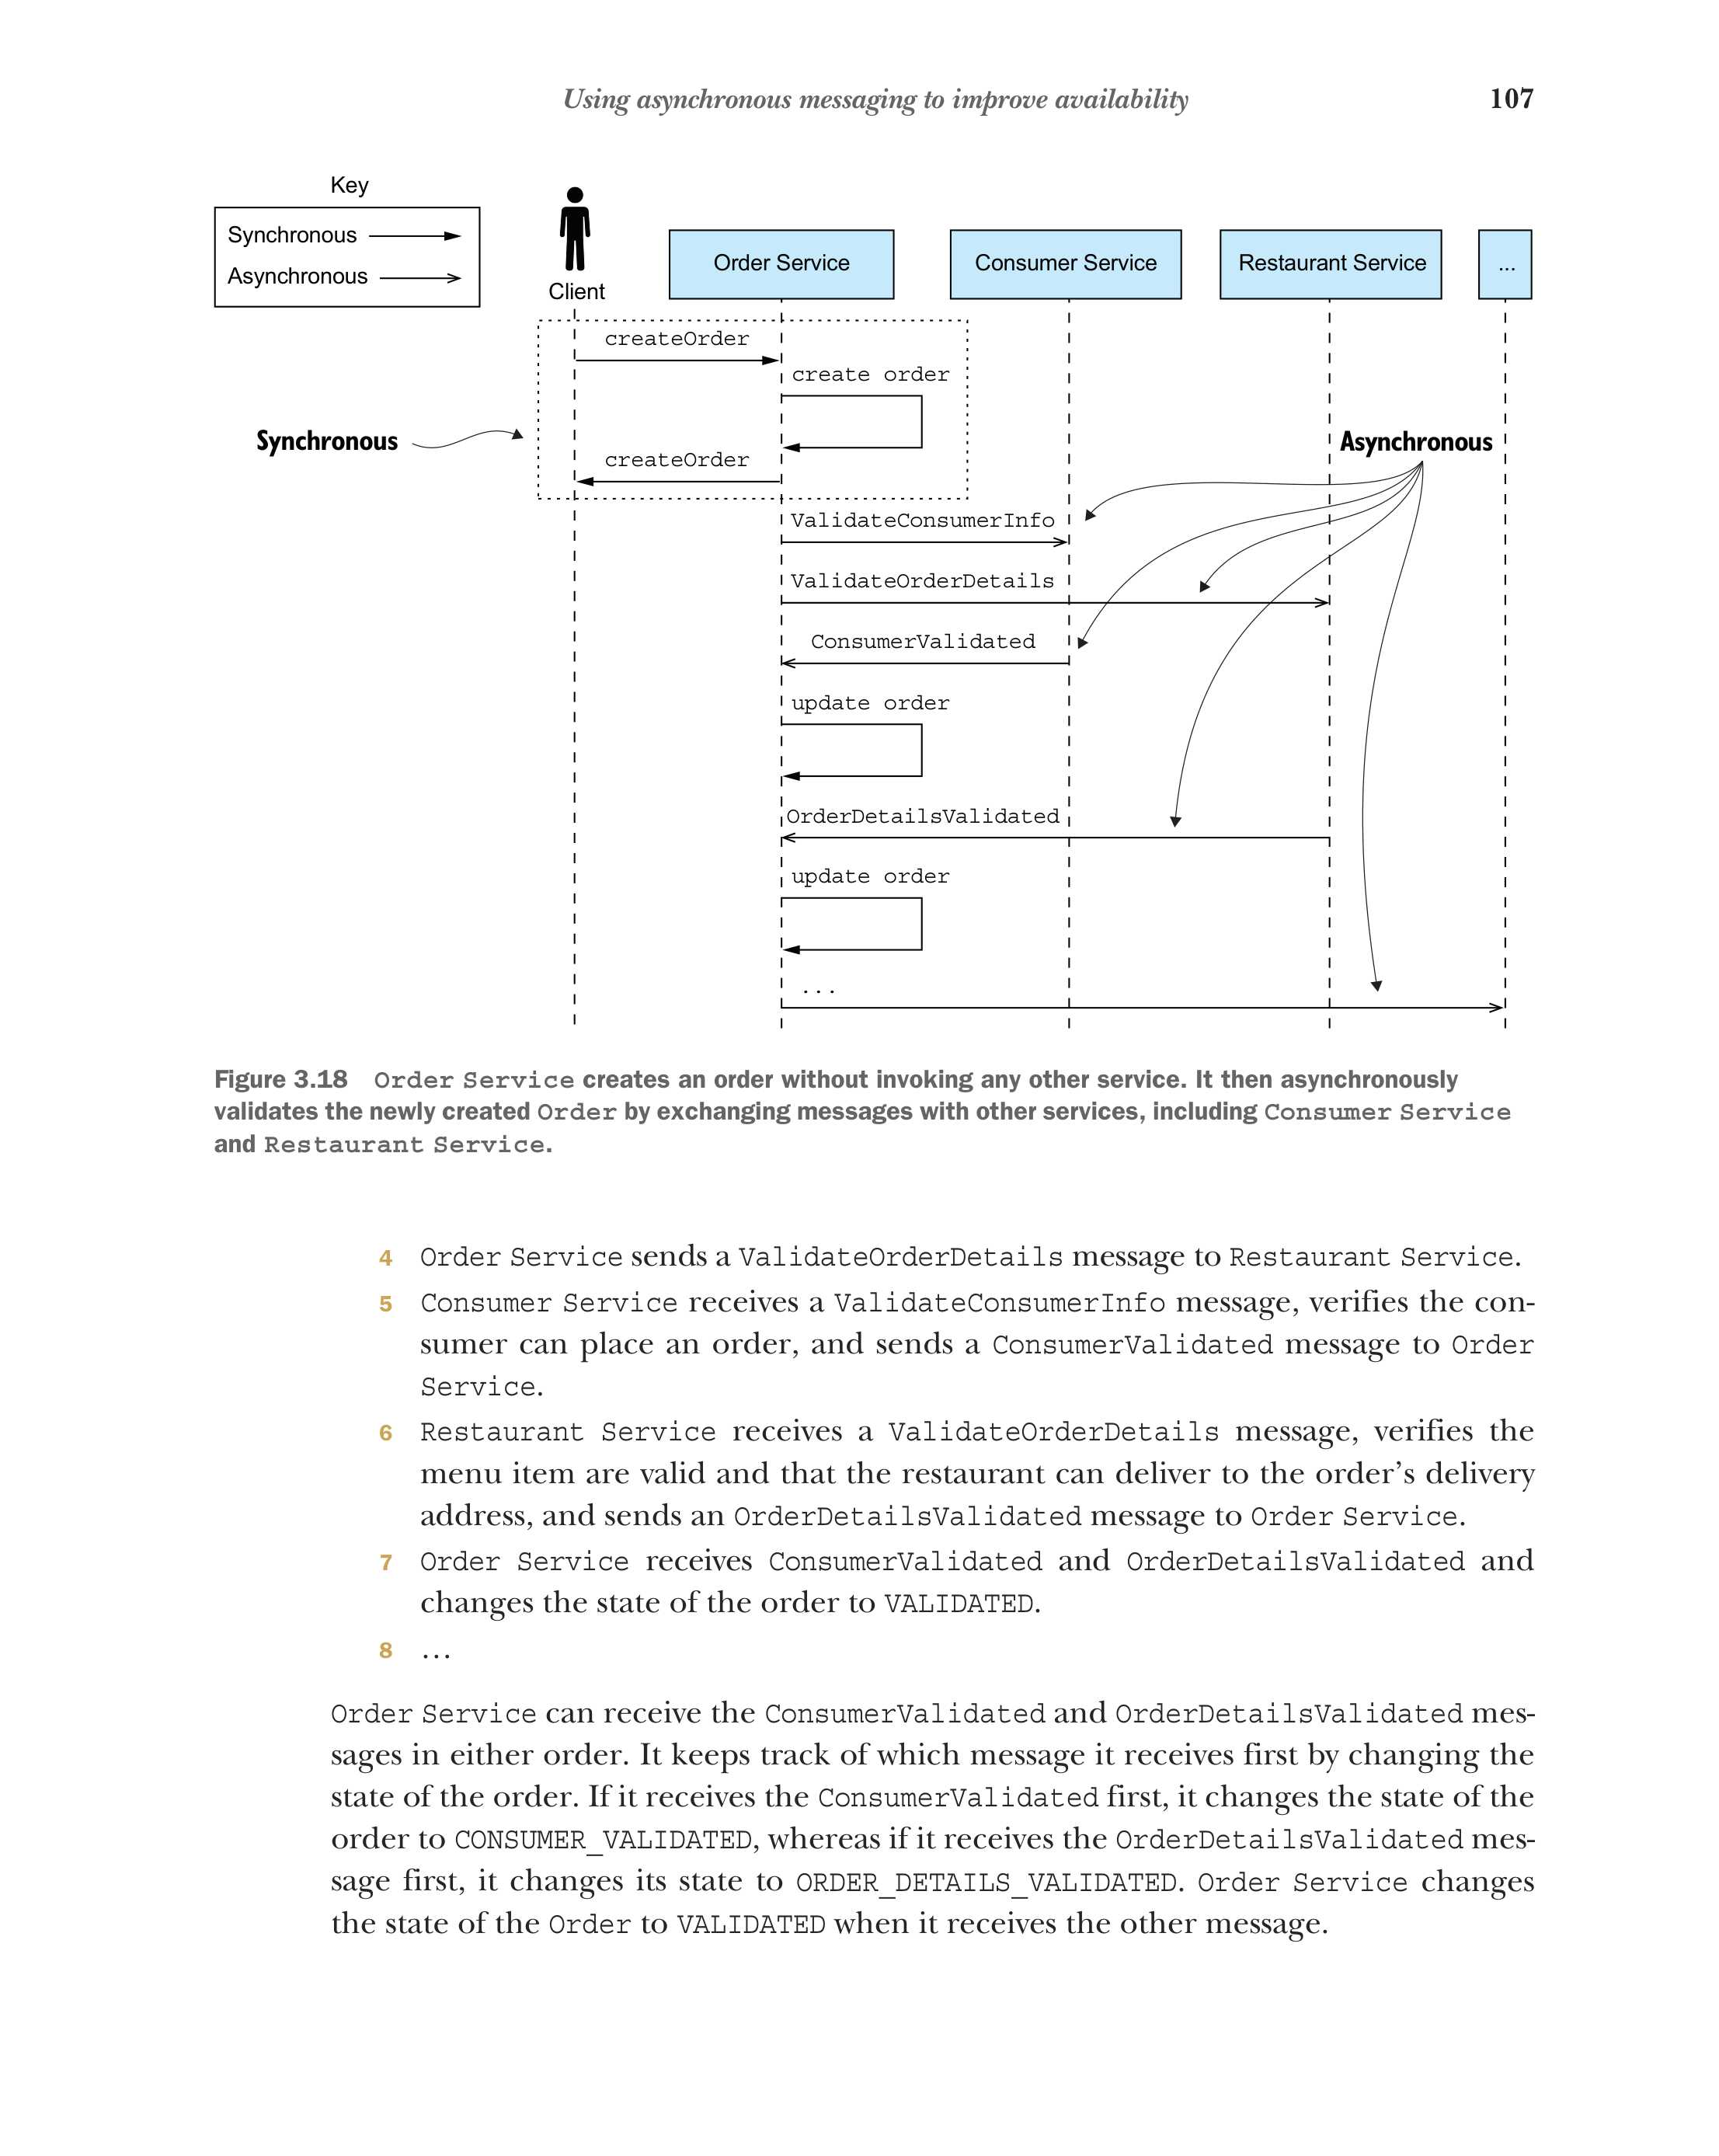 Using asynchronous messaging to improve availability 107
Key
Synchronous
Asynchronous
Client
Order Service
Consumer Service
Restaurant Service
...
createOrder
create order
Synchronous
createOrder
Asynchronous
ValidateConsumerInfo
ValidateOrderDetails
ConsumerValidated
update order
OrderDetailsValidated
update order
...
Figure 3.18 Order Service creates an order without invoking any other service. It then asynchronously
validates the newly created Order by exchanging messages with other services, including Consumer Service
and Restaurant Service.
4 Order Service sends a ValidateOrderDetails message to Restaurant Service.
5 Consumer Service receives a ValidateConsumerInfo message, verifies the con-
sumer can place an order, and sends a ConsumerValidated message to Order
Service.
6 Restaurant Service receives a ValidateOrderDetails message, verifies the
menu item are valid and that the restaurant can deliver to the order’s delivery
address, and sends an OrderDetailsValidated message to Order Service.
7 Order Service receives ConsumerValidated and OrderDetailsValidated and
changes the state of the order to VALIDATED.
8 …
Order Service can receive the ConsumerValidated and OrderDetailsValidated mes-
sages in either order. It keeps track of which message it receives first by changing the
state of the order. If it receives the ConsumerValidated first, it changes the state of the
order to CONSUMER_VALIDATED, whereas if it receives the OrderDetailsValidated mes-
sage first, it changes its state to ORDER_DETAILS_VALIDATED. Order Service changes
the state of the Order to VALIDATED when it receives the other message.